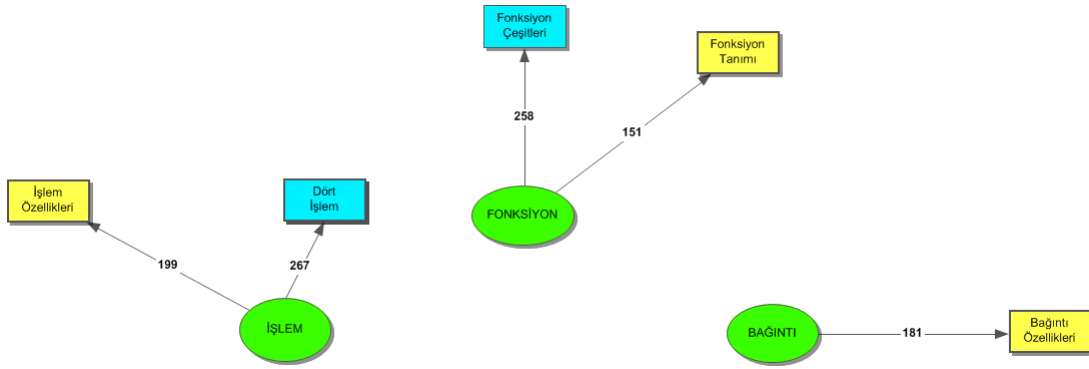 Fonksiyon
Çeşitleri
Fonksiyon
Tanımı
258
151
İşlem
Özellikleri
Dört
İşlem
FONKSİYON
199
267
İŞLEM
BAĞINTI
181
Bağıntı
Özellikleri